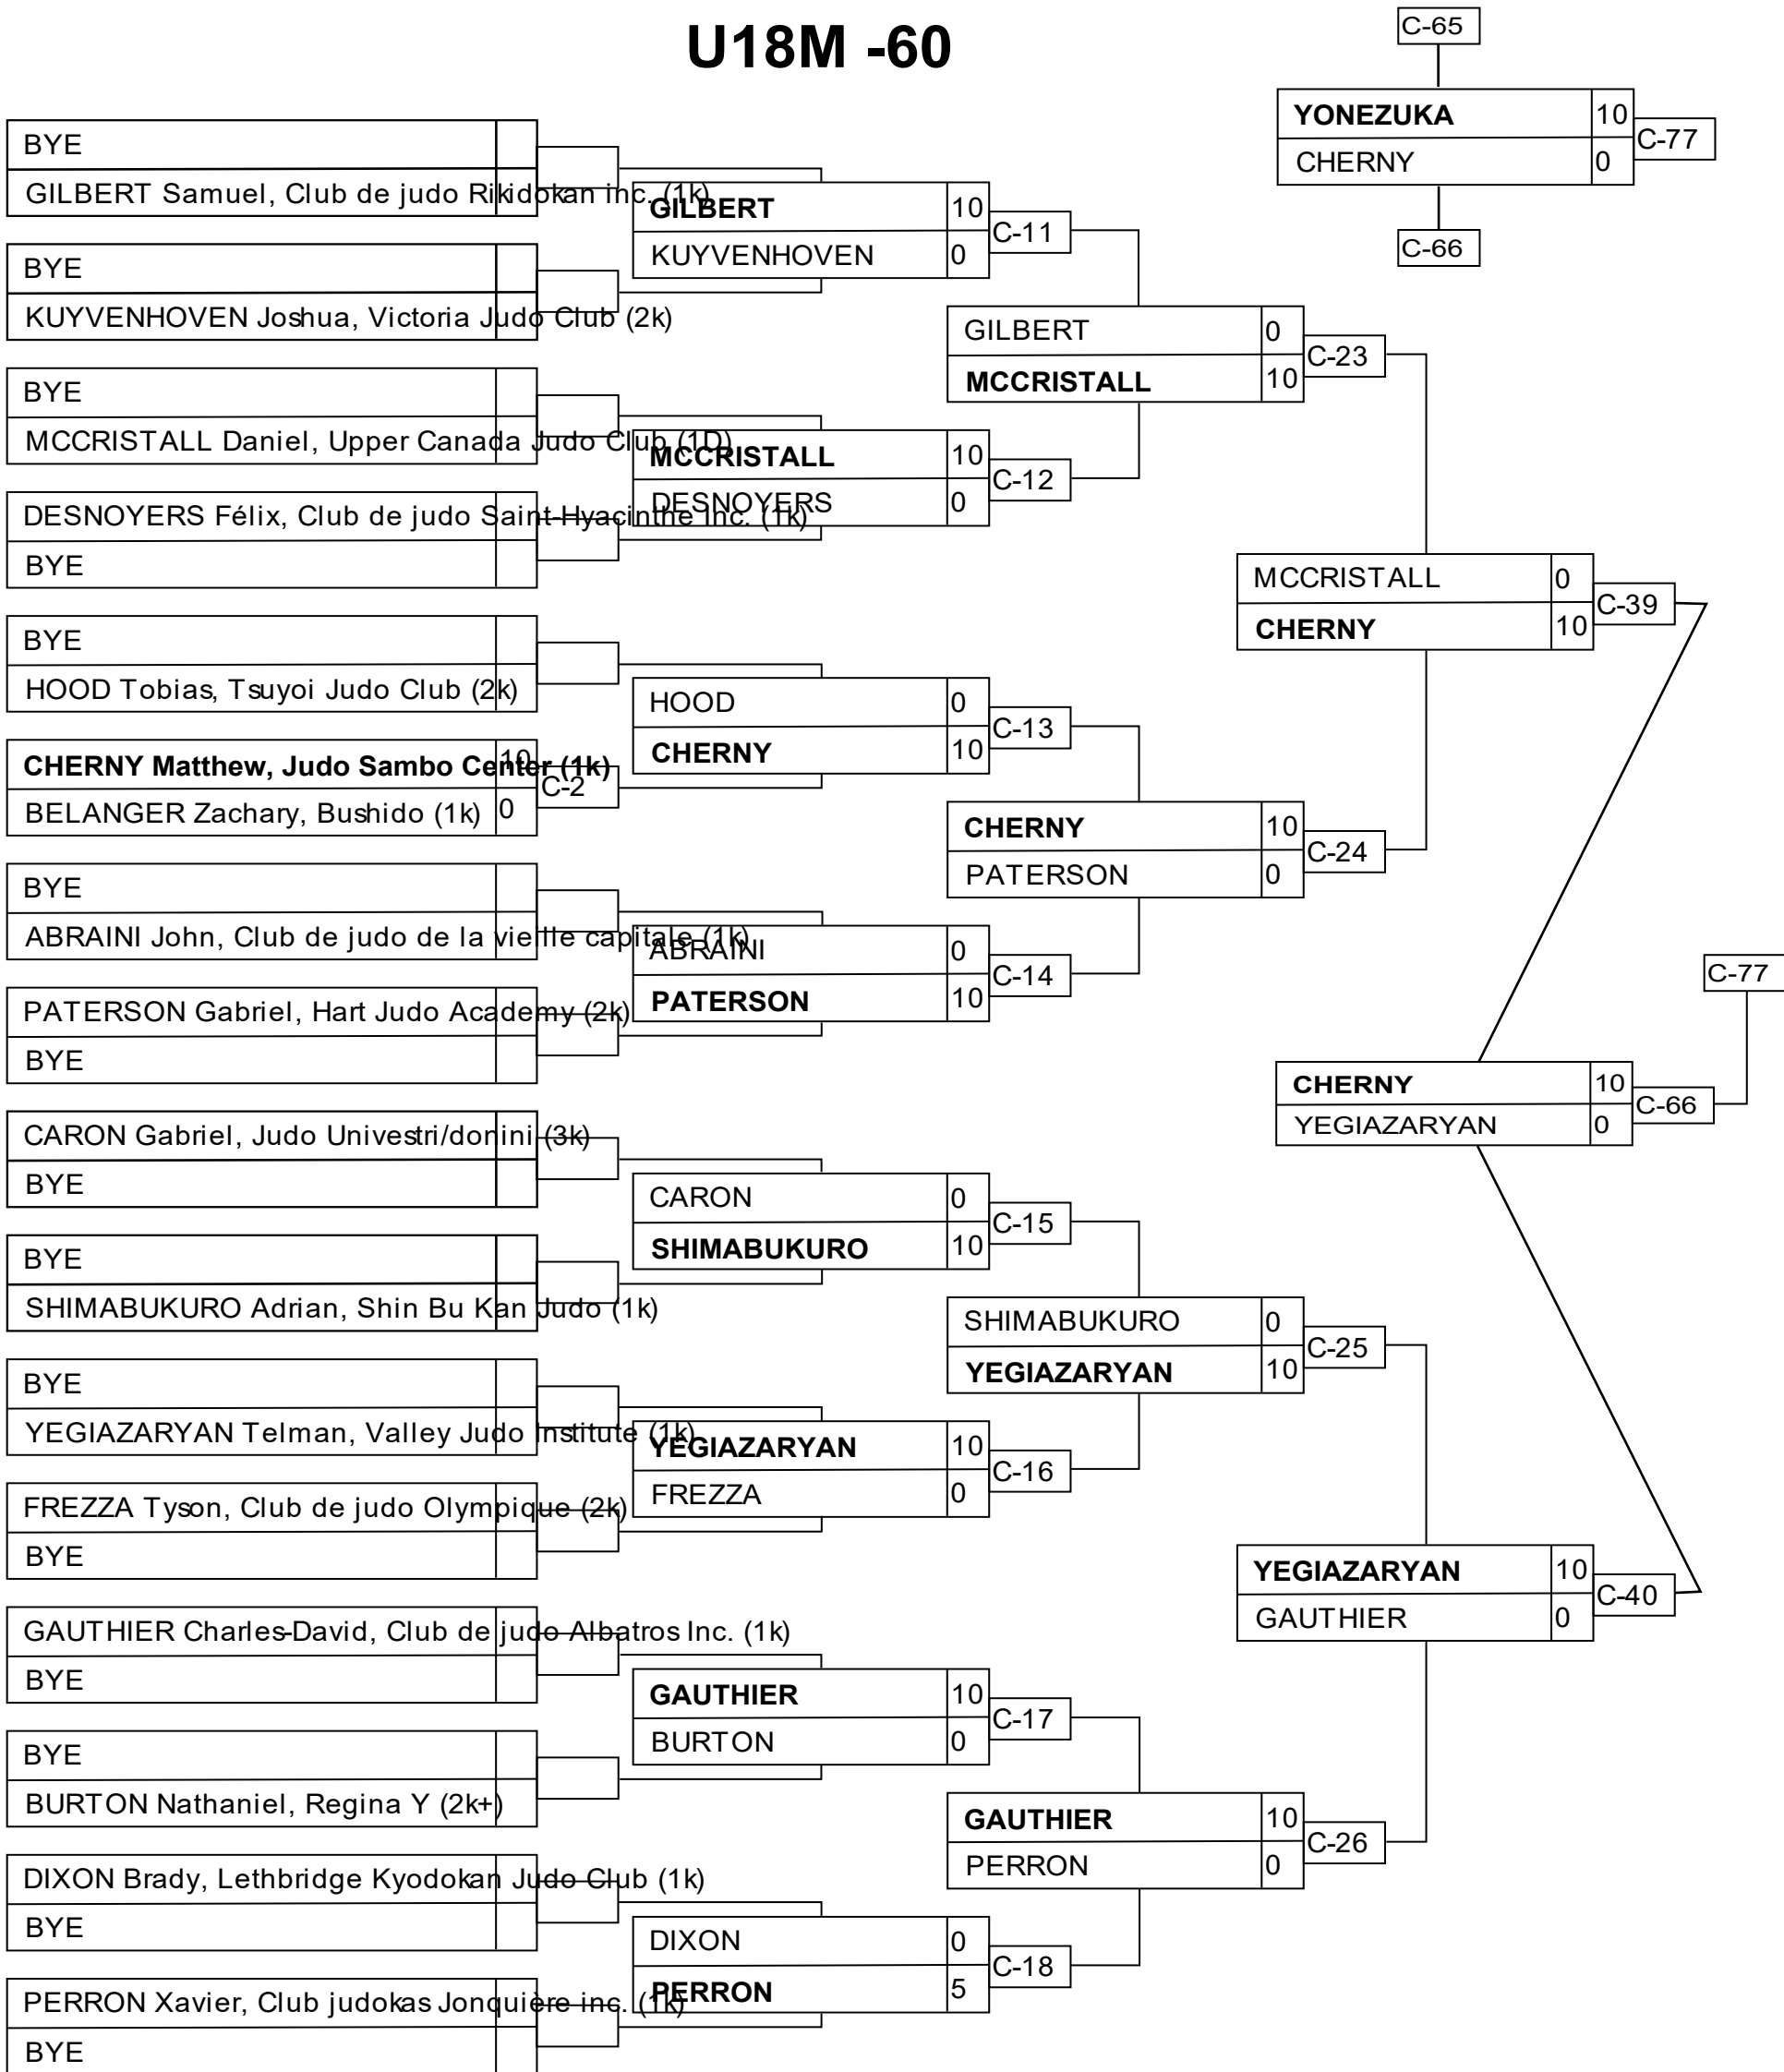 U18M -60
C-65
YONEZUKA 10
CHERNY 0
C-77
C-66
BYE
GILBERT Samuel, Club de judo Rikidokan inc. (1k)
BYE
KUYVENHOVEN Joshua, Victoria Judo Club (2k)
BYE
MCCRISTALL Daniel, Upper Canada Judo Club (1D)
DESNOYERS Félix, Club de judo Saint-Hyacinthe Inc. (1k)
BYE
BYE
HOOD Tobias, Tsuyoi Judo Club (2k)
CHERNY Matthew, Judo Sambo Center (1k) 10
BELANGER Zachary, Bushido (1k) 0
C-2
BYE
ABRAINI John, Club de judo de la vieille capitale (1k)
PATERSON Gabriel, Hart Judo Academy (2k)
BYE
CARON Gabriel, Judo Univestri/donini (3k)
BYE
BYE
SHIMABUKURO Adrian, Shin Bu Kan Judo (1k)
BYE
YEGIAZARYAN Telman, Valley Judo Institute (1k)
FREZZA Tyson, Club de judo Olympique (2k)
BYE
GAUTHIER Charles-David, Club de judo Albatros Inc. (1k)
BYE
BYE
BURTON Nathaniel, Regina Y (2k+)
DIXON Brady, Lethbridge Kyodokan Judo Club (1k)
BYE
PERRON Xavier, Club judokas Jonquière inc. (1k)
BYE
GILBERT 10
KUYVENHOVEN 0
C-11
MCCRISTALL 10
DESNOYERS 0
C-12
HOOD 0
CHERNY 10
C-13
ABRAINI 0
PATERSON 10
C-14
CARON 0
SHIMABUKURO 10
C-15
YEGIAZARYAN 10
FREZZA 0
C-16
GAUTHIER 10
BURTON 0
C-17
DIXON 0
PERRON 5
C-18
GILBERT 0
MCCRISTALL 10
C-23
CHERNY 10
PATERSON 0
C-24
SHIMABUKURO 0
YEGIAZARYAN 10
C-25
GAUTHIER 10
PERRON 0
C-26
MCCRISTALL 0
CHERNY 10
C-39
YEGIAZARYAN 10
GAUTHIER 0
C-40
CHERNY 10
YEGIAZARYAN 0
C-66
C-77